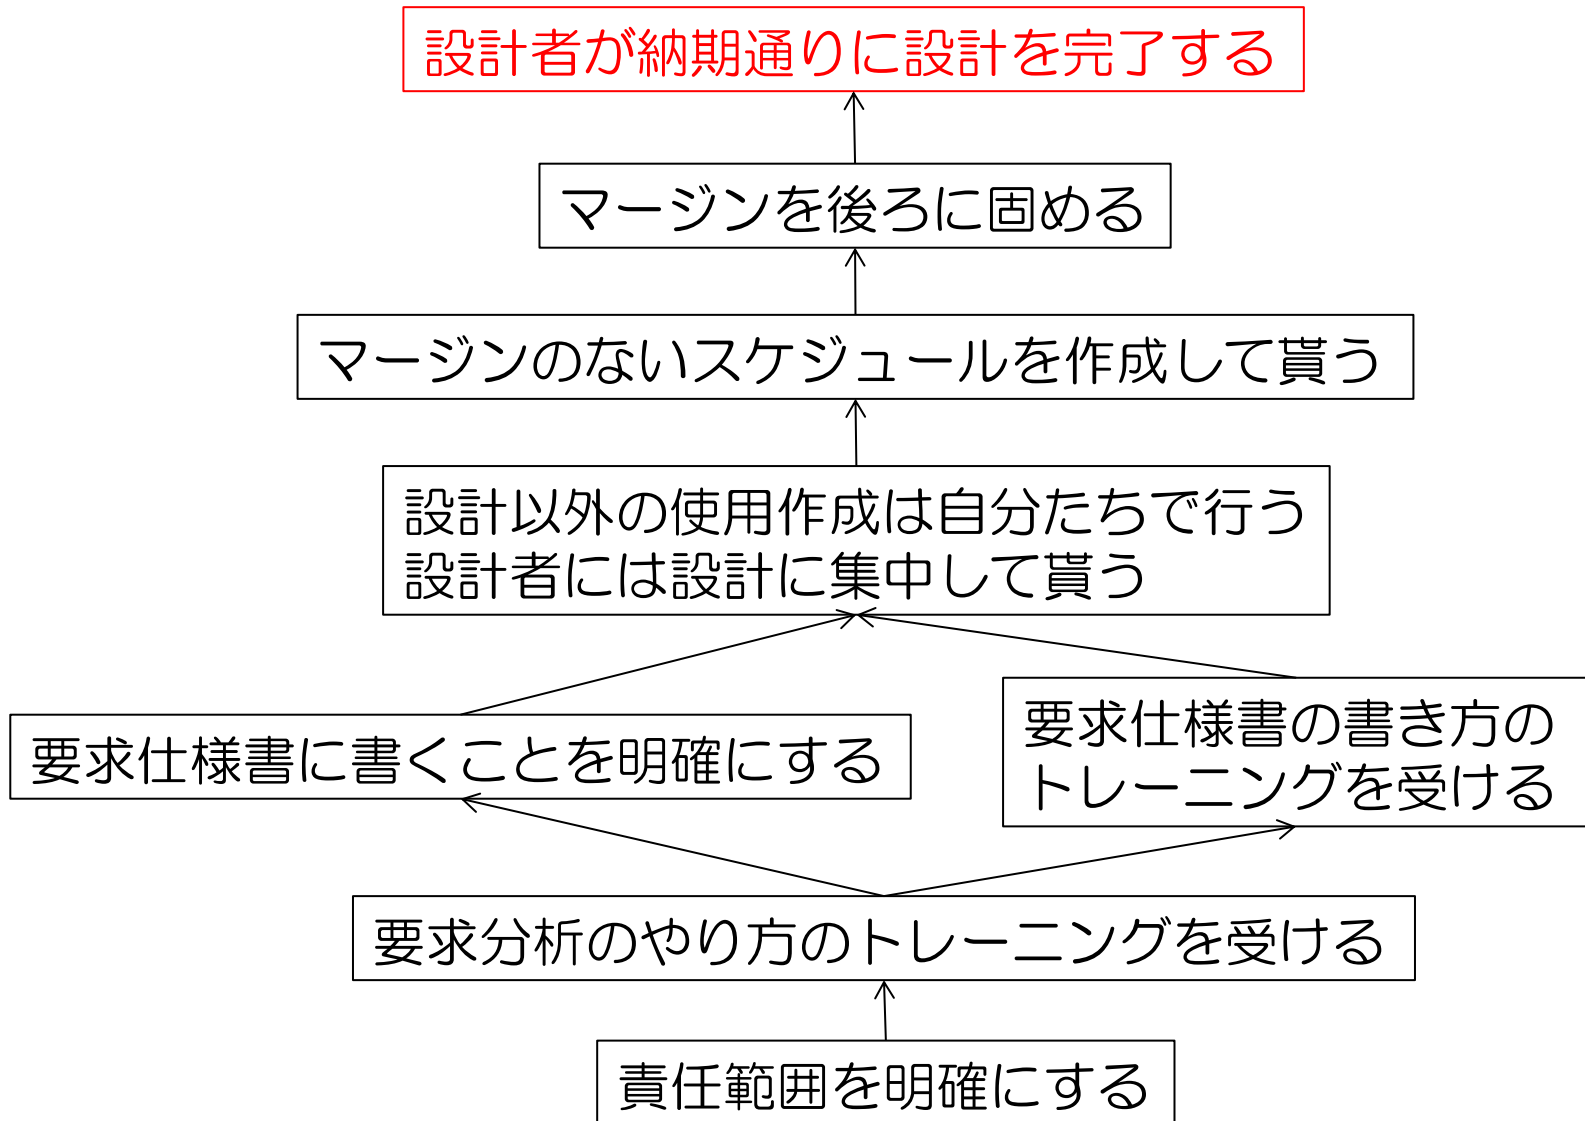 設計者が納期通りに設計を完了する
マージンを後ろに固める
マージンのないスケジュールを作成して貰う
設計以外の使用作成は自分たちで行う
設計者には設計に集中して貰う
要求仕様書に書くことを明確にする
要求仕様書の書き方の
トレーニングを受ける
要求分析のやり方のトレーニングを受ける
責任範囲を明確にする